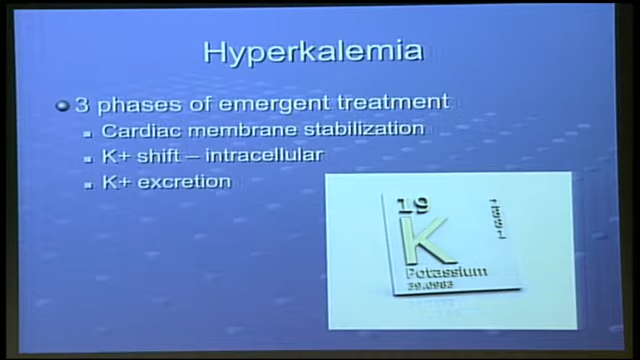 Hyperkalemia
3 phases of emergent treatment
Cardiac membrane stabilization
K+ shift – intracellular
K+ excretion
19
K
Potassium
39.0983